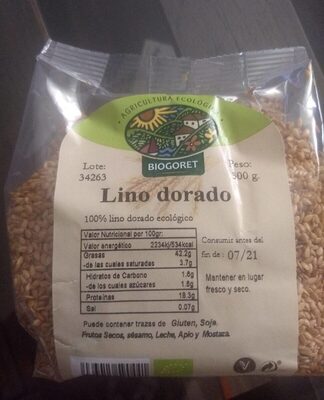 AGRICULTURA ECOLÓGICA
BIOGORET
Lote:
34263
Peso:
500 g.
Lino dorado
100% lino dorado ecológico
Valor Nutricional por 100gr:
Valor energético 2234kj/534kcal
Grasas 42.2g
-de las cuales saturadas 3.7g
Hidratos de Carbono 1.6g
-de los cuales azúcares 1.6g
Proteínas 18.3g
Sal 0.07g
Consumir antes del
fin de: 07/21
Mantener en lugar
fresco y seco.
Puede contener trazas de Gluten, Soja,
Frutos Secos, sésamo, Leche, Apio y Mostaza.